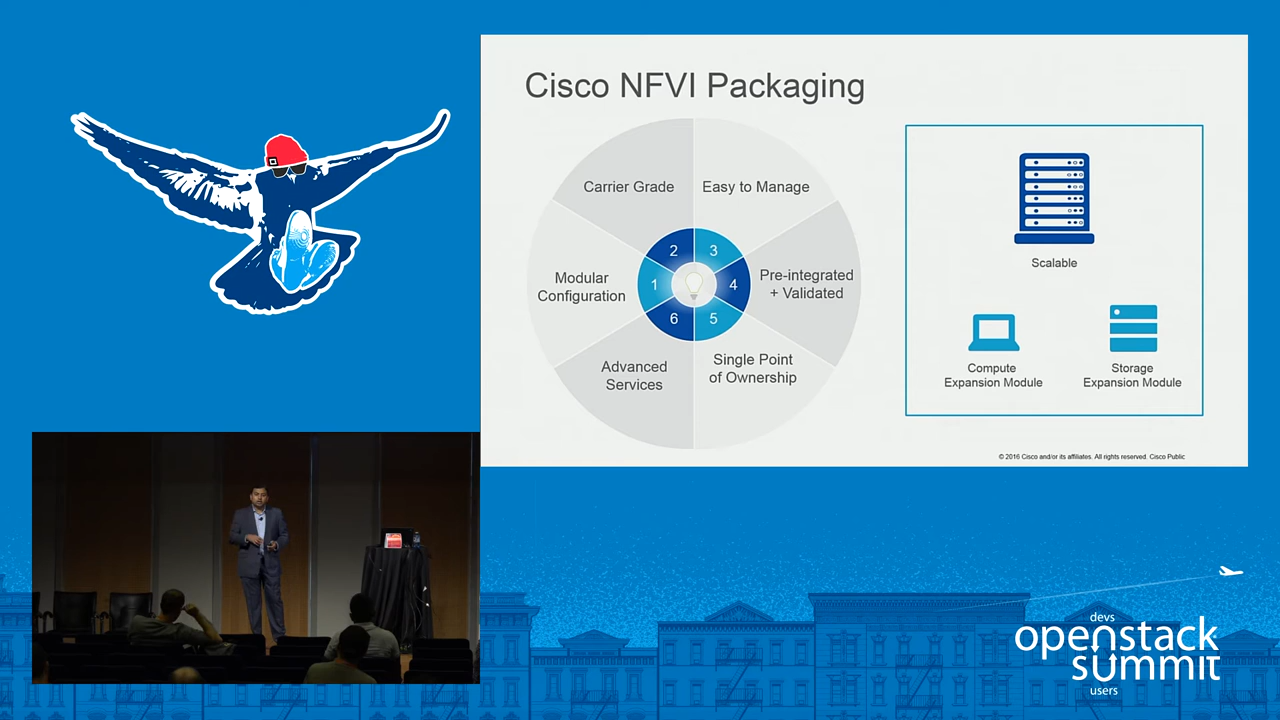 Cisco NFVI Packaging
Carrier Grade
Easy to Manage
Modular
Configuration
Pre-integrated
+ Validated
Advanced
Services
Single Point
of Ownership
2
3
1
4
6
5
Scalable
Compute
Expansion Module
Storage
Expansion Module
© 2016 Cisco and/or its affiliates. All rights reserved. Cisco Public
devs
openstack
summit
users